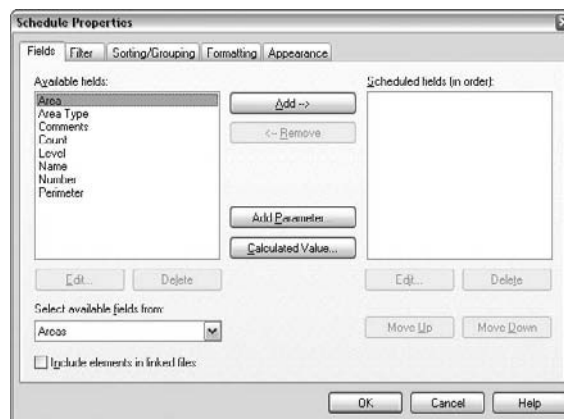 Schedule Properties
Fields Filter Sorting/Grouping Formatting Appearance
Available fields:
Area
Area Type
Comments
Count
Level
Name
Number
Perimeter
Add -->
<-- Remove
Add Parameter...
Calculated Value...
Scheduled fields (in order):
Edit... Delete
Edit... Delete
Select available fields from:
Areas
Move Up Move Down
Include elements in linked files
OK Cancel Help